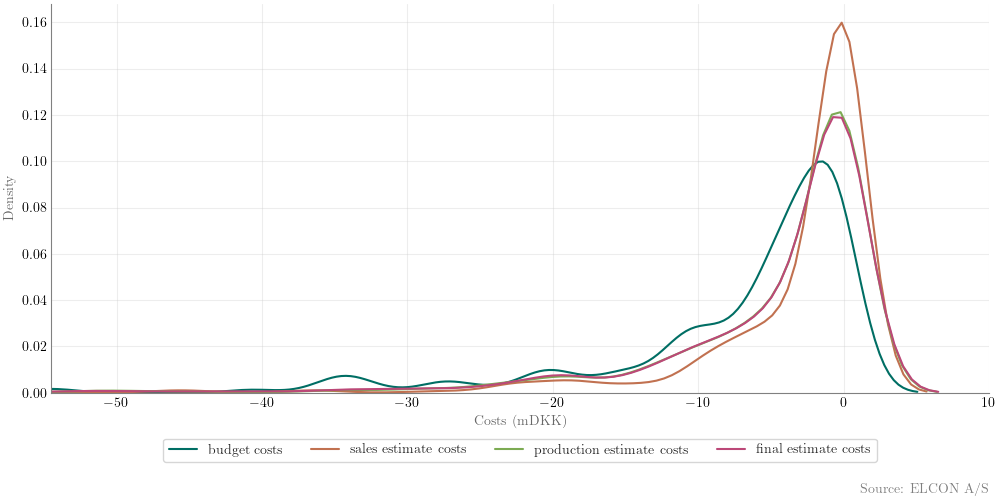 0.16
0.14
0.12
0.10
0.08
0.06
0.04
0.02
0.00
Density
−50 −40 −30 −20 −10 0 10
Costs (mDKK)
budget costs sales estimate costs production estimate costs final estimate costs
Source: ELCON A/S